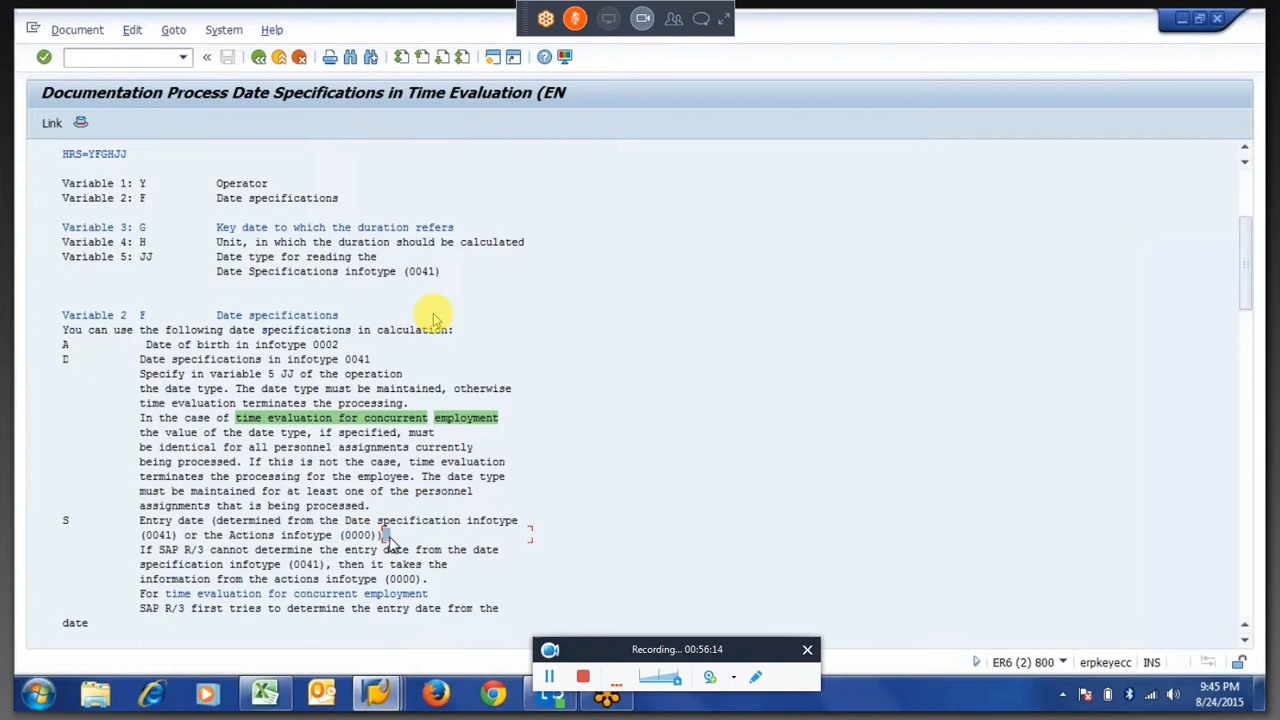 Document Edit Goto System Help
Documentation Process Date Specifications in Time Evaluation (EN
Link
HRS=YFGHJJ
Variable 1: Y Operator
Variable 2: F Date specifications
Variable 3: G Key date to which the duration refers
Variable 4: H Unit, in which the duration should be calculated
Variable 5: JJ Date type for reading the
Date Specifications infotype (0041)
Variable 2 F Date specifications
You can use the following date specifications in calculation:
A Date of birth in infotype 0002
D Date specifications in infotype 0041
Specify in variable 5 JJ of the operation
the date type. The date type must be maintained, otherwise
time evaluation terminates the processing.
In the case of time evaluation for concurrent employment
the value of the date type, if specified, must
be identical for all personnel assignments currently
being processed. If this is not the case, time evaluation
terminates the processing for the employee. The date type
must be maintained for at least one of the personnel
assignments that is being processed.
S Entry date (determined from the Date specification infotype
(0041) or the Actions infotype (0000))
If SAP R/3 cannot determine the entry date from the date
specification infotype (0041), then it takes the
information from the actions infotype (0000).
For time evaluation for concurrent employment
SAP R/3 first tries to determine the entry date from the
date
Recording... 00:56:14
ER6 (2) 800 erpkeyecc INS
9:45 PM
8/24/2015